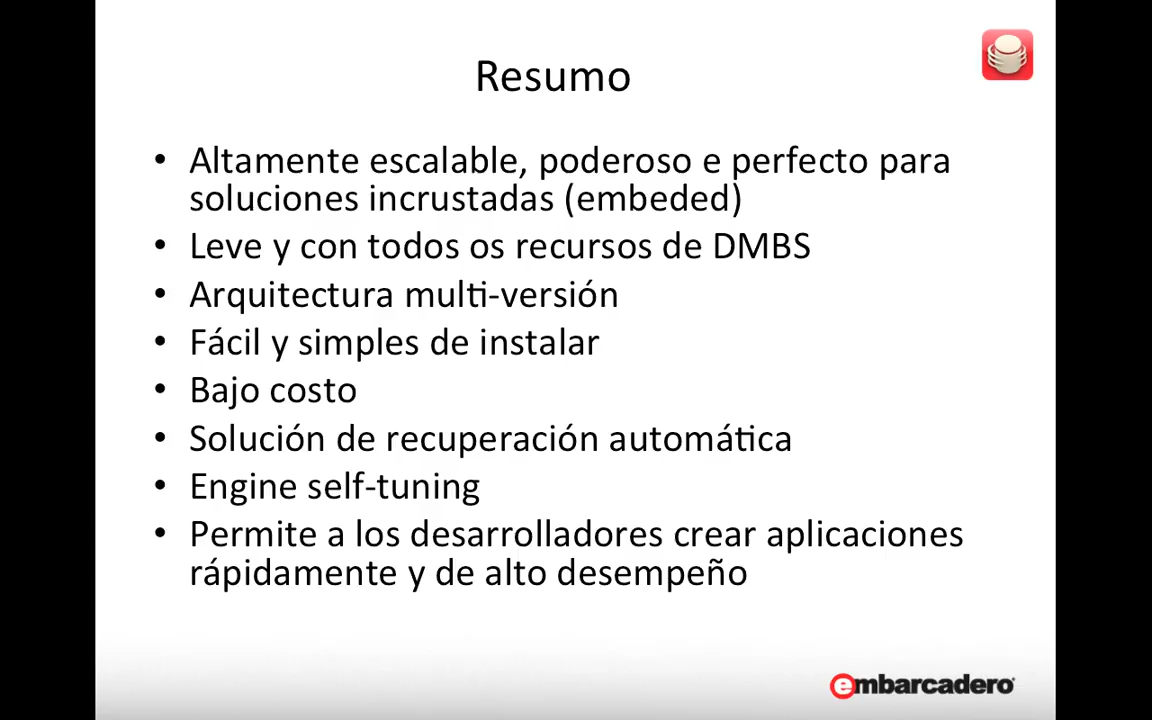 Resumo
• Altamente escalable, poderoso e perfecto para
soluciones incrustadas (embeded)
• Leve y con todos os recursos de DMBS
• Arquitectura multi-versión
• Fácil y simples de instalar
• Bajo costo
• Solución de recuperación automática
• Engine self-tuning
• Permite a los desarrolladores crear aplicaciones
rápidamente y de alto desempeño
embarcadero